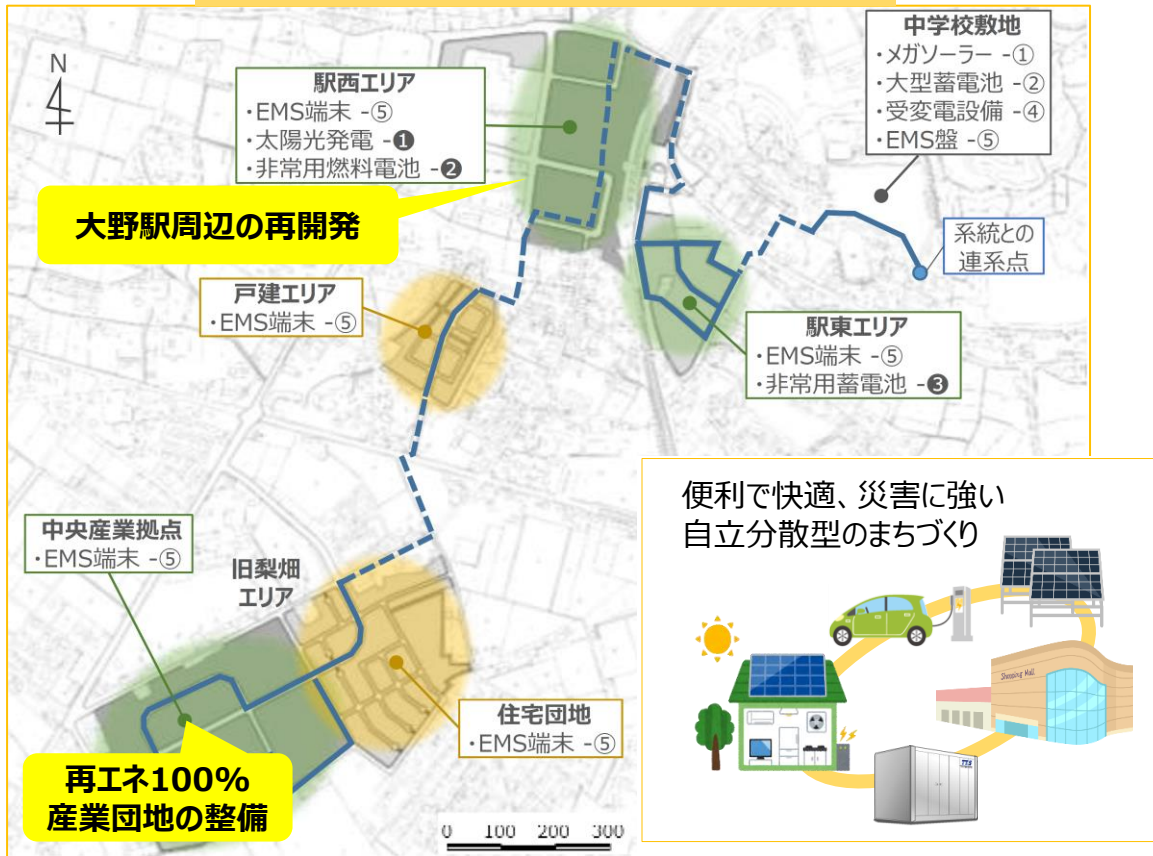 N
駅西エリア
・EMS端末 -⑤
・太陽光発電 -❶
・非常用燃料電池 -❷
中学校敷地
・メガソーラー -①
・大型蓄電池 -②
・受変電設備 -④
・EMS盤 -⑤
大野駅周辺の再開発
系統との
連系点
戸建エリア
・EMS端末 -⑤
駅東エリア
・EMS端末 -⑤
・非常用蓄電池 -❸
中央産業拠点
・EMS端末 -⑤
旧梨畑
エリア
住宅団地
・EMS端末 -⑤
再エネ100%
産業団地の整備
0 100 200 300
便利で快適、災害に強い
自立分散型のまちづくり
Shopping Mall